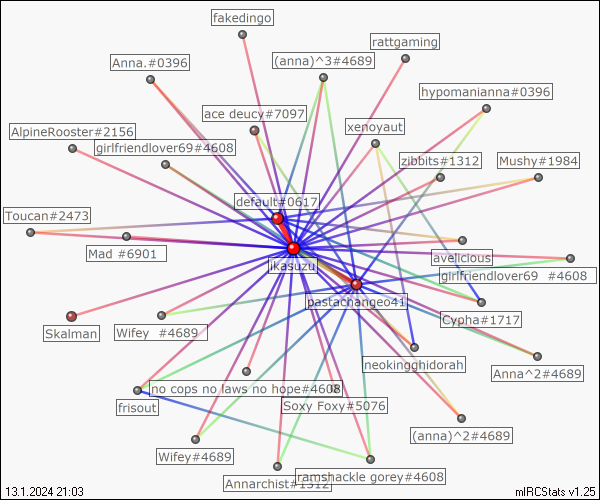 fakedingo
rattgaming
Anna.#0396
(anna)^3#4689
hypomanianna#0396
ace deucy#7097
xenoyaut
AlpineRooster#2156
girlfriendlover69#4608
zibbits#1312
Mushy#1984
default#0617
Toucan#2473
Mad #6901
ikasuzu
avelicious
girlfriendlover69 #4608
pastachangeo41
Cypha#1717
Skalman
Wifey #4689
neokingghidorah
Anna^2#4689
no cops no laws no hope#4608
frisout
Soxy Foxy#5076
(anna)^2#4689
Wifey#4689
Annarchist#1312
ramshackle gorey#4608
13.1.2024 21:03
mIRCStats v1.25